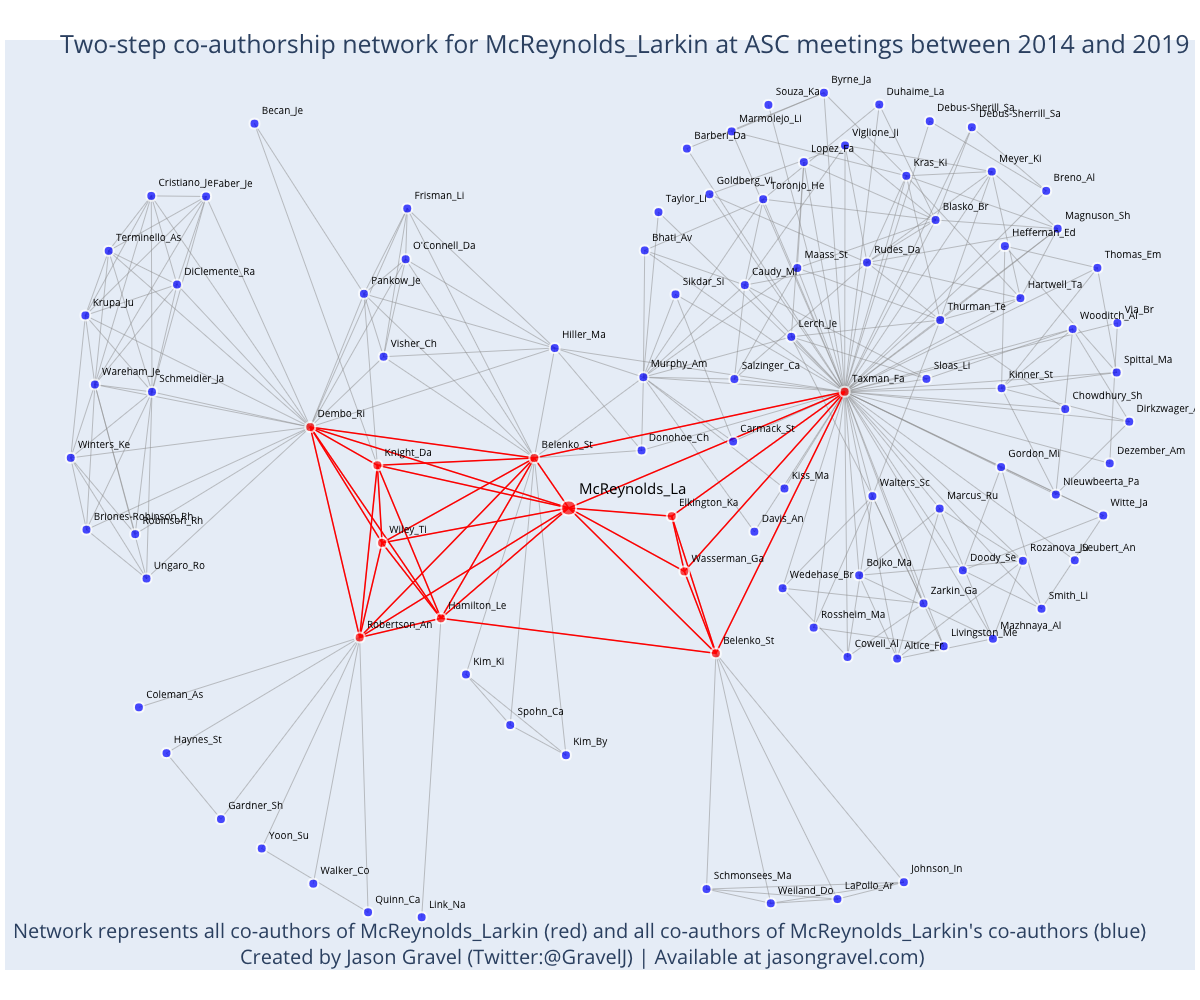 Two-step co-authorship network for McReynolds_Larkin at ASC meetings between 2014 and 2019
Byrne_Ja
Souza_Ka
Duhaime_La
Becan_Je
Debus-Sherill_Sa
Debus-Sherrill_Sa
Marmolejo_Li
Barberi_Da
Viglione_Ji
Lopez_Fa
Kras_Ki
Meyer_Ki
Breno_Al
Cristiano_Je
Faber_Je
Goldberg_Vi
Toronjo_He
Frisman_Li
Taylor_Li
Blasko_Br
Magnuson_Sh
Terminello_As
O'Connell_Da
Bhati_Av
Heffernan_Ed
Maass_St
Rudes_Da
Thomas_Em
DiClemente_Ra
Pankow_Je
Sikdar_Si
Caudy_Mi
Hartwell_Ta
Krupa_Ju
Thurman_Te
Wooditch_Al
Via_Br
Hiller_Ma
Lerch_Je
Visher_Ch
Murphy_Am
Salzinger_Ca
Sloas_Li
Kinner_St
Spittal_Ma
Wareham_Je
Schmeidler_Ja
Taxman_Fa
Chowdhury_Sh
Dirkzwager_A
Dembo_Ri
Carmack_St
Winters_Ke
Knight_Da
Belenko_St
Donohoe_Ch
Gordon_Mi
Dezember_Am
Kiss_Ma
McReynolds_La
Walters_Sc
Marcus_Ru
Nieuwbeerta_Pa
Elkington_Ka
Witte_Ja
Briones-Robinson_Rh
Robinson_Rh
Wiley_Ti
Davis_An
Ungaro_Ro
Wasserman_Ga
Bojko_Ma
Doody_Se
Rozanova_Ju
Neubert_An
Wedehase_Br
Zarkin_Ga
Smith_Li
Hamilton_Le
Robertson_An
Rossheim_Ma
Belenko_St
Cowell_Al
Altice_Fr
Livingston_Me
Mazhnaya_Al
Kim_Ki
Coleman_As
Spohn_Ca
Haynes_St
Kim_By
Gardner_Sh
Yoon_Su
Walker_Co
Schmonsees_Ma
Johnson_In
Weiland_Do
LaPollo_Ar
Quinn_Ca
Link_Na
Network represents all co-authors of McReynolds_Larkin (red) and all co-authors of McReynolds_Larkin's co-authors (blue)
Created by Jason Gravel (Twitter:@GravelJ) | Available at jasongravel.com)